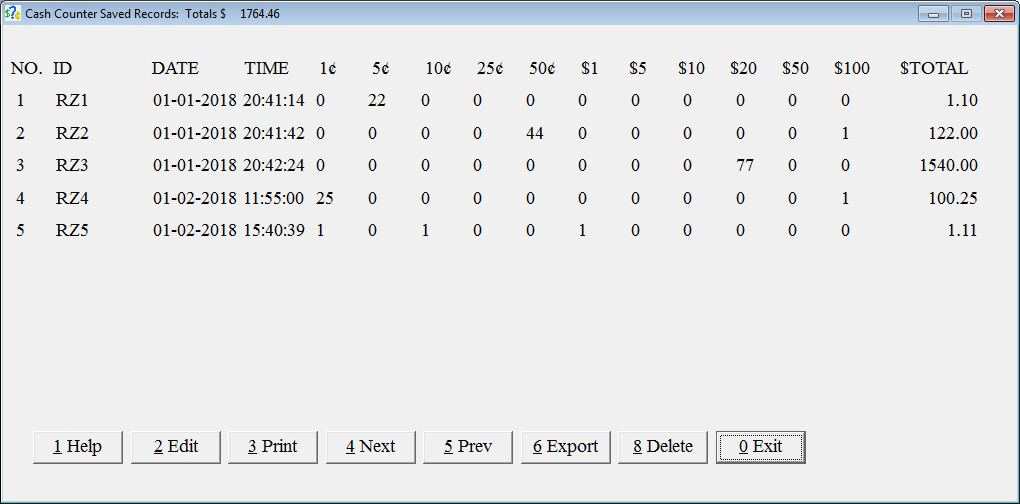 Cash Counter Saved Records: Totals $ 1764.46
NO. ID DATE TIME 1¢ 5¢ 10¢ 25¢ 50¢ $1 $5 $10 $20 $50 $100 $TOTAL
1 RZ1 01-01-2018 20:41:14 0 22 0 0 0 0 0 0 0 0 0 1.10
2 RZ2 01-01-2018 20:41:42 0 0 0 0 44 0 0 0 0 0 1 122.00
3 RZ3 01-01-2018 20:42:24 0 0 0 0 0 0 0 0 77 0 0 1540.00
4 RZ4 01-02-2018 11:55:00 25 0 0 0 0 0 0 0 0 0 1 100.25
5 RZ5 01-02-2018 15:40:39 1 0 1 0 0 1 0 0 0 0 0 1.11
1 Help 2 Edit 3 Print 4 Next 5 Prev 6 Export 8 Delete 0 Exit